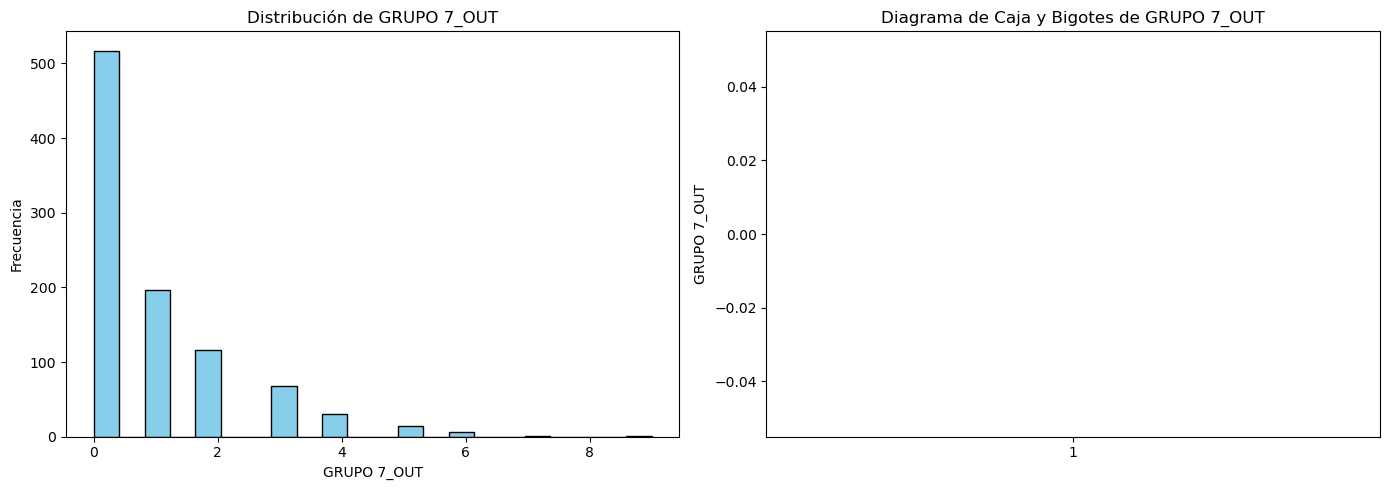 Distribución de GRUPO 7_OUT
500
400
300
200
100
0
Frecuencia
0 2 4 6 8
GRUPO 7_OUT
Diagrama de Caja y Bigotes de GRUPO 7_OUT
0.04
0.02
0.00
−0.02
−0.04
GRUPO 7_OUT
1